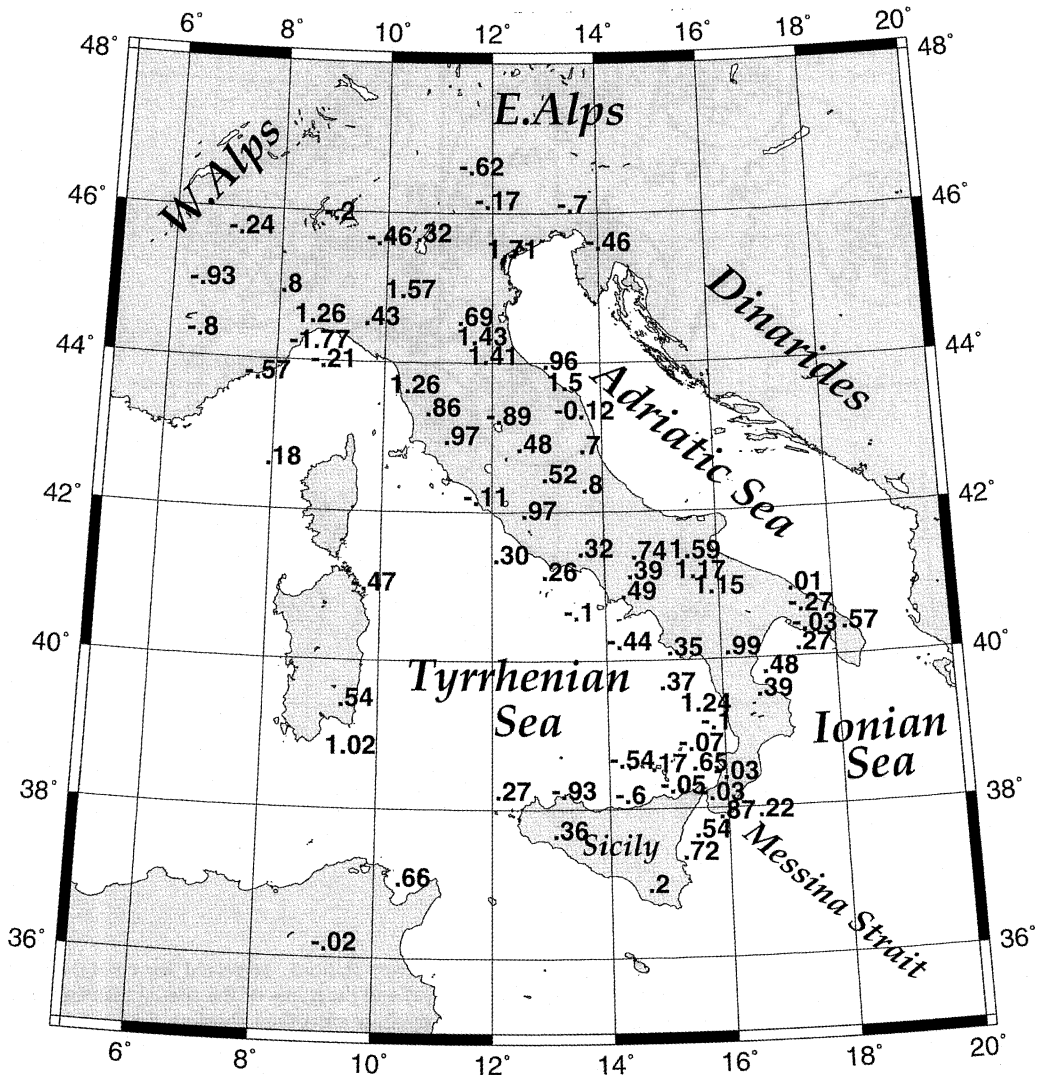 6° 8° 10° 12° 14° 16° 18° 20°
48° 48°
E.Alps
W.Alps
-.62
46° -.17 -.7 46°
-.2
-.24 -.46 .32 1.71 -.46
-.93 .8 1.57
Dinarides
1.26 .43 .69
-.8 -1.77 1.43
44° -.21 1.41 .96 44°
-.57 1.26 1.5
Adriatic Sea
.86 -.89 -0.12
.97 .48 .7
.18 .52 .8
42° -.11 .97 42°
.30 .32 .74 1.59
.26 .39 1.17
.47 .49 1.15 .01
-.1 -.27
-.03 .57
40° -.44 .35 .99 .27 40°
Tyrrhenian
Sea
.37 .48
.54 1.24 .39
-.1
Ionian
Sea
1.02 -.07
-.54 .17 .65 .03
38° .27 -.93 -.6 -.05 -.03 38°
.87 .22
.36 Sicily .54
.72
Messina Strait
.66 .2
36° -.02 36°
6° 8° 10° 12° 14° 16° 18° 20°